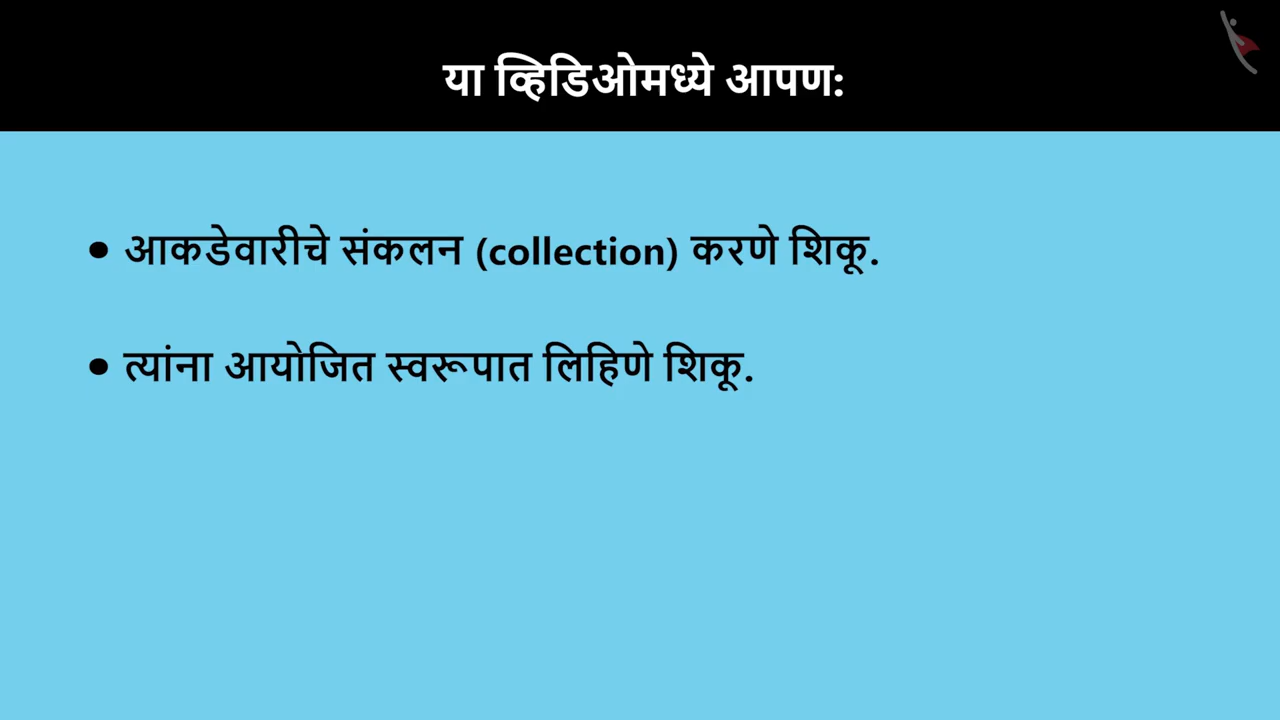 या व्हिडिओमध्ये आपण:
• आकडेवारीचे संकलन (collection) करणे शिकू.
• त्यांना आयोजित स्वरूपात लिहिणे शिकू.